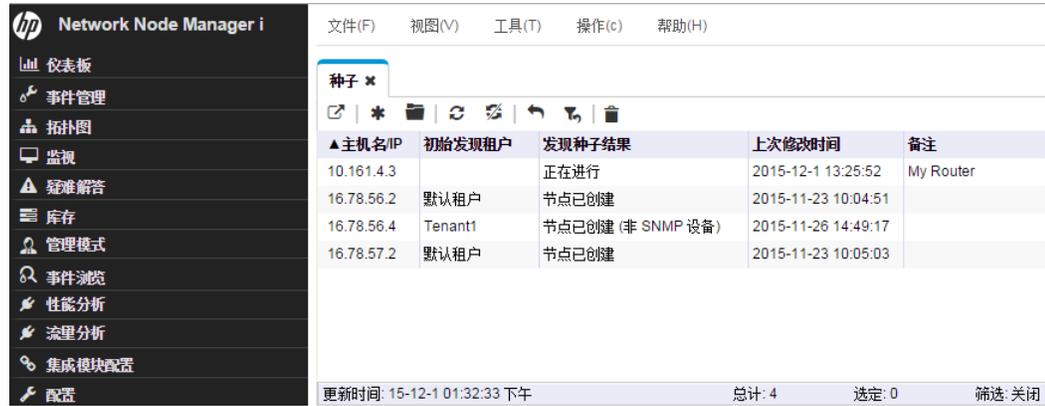 hp Network Node Manager i
文件(F) 视图(V) 工具(T) 操作(c) 帮助(H)
仪表板
事件管理
拓扑图
监视
疑难解答
库存
管理模式
事件浏览
性能分析
流量分析
集成模块配置
配置
种子 ✖
▲主机名/IP 初始发现租户 发现种子结果 上次修改时间 备注
10.161.4.3 正在进行 2015-12-1 13:25:52 My Router
16.78.56.2 默认租户 节点已创建 2015-11-23 10:04:51
16.78.56.4 Tenant1 节点已创建 (非 SNMP 设备) 2015-11-26 14:49:17
16.78.57.2 默认租户 节点已创建 2015-11-23 10:05:03
更新时间: 15-12-1 01:32:33 下午 总计: 4 选定: 0 筛选: 关闭